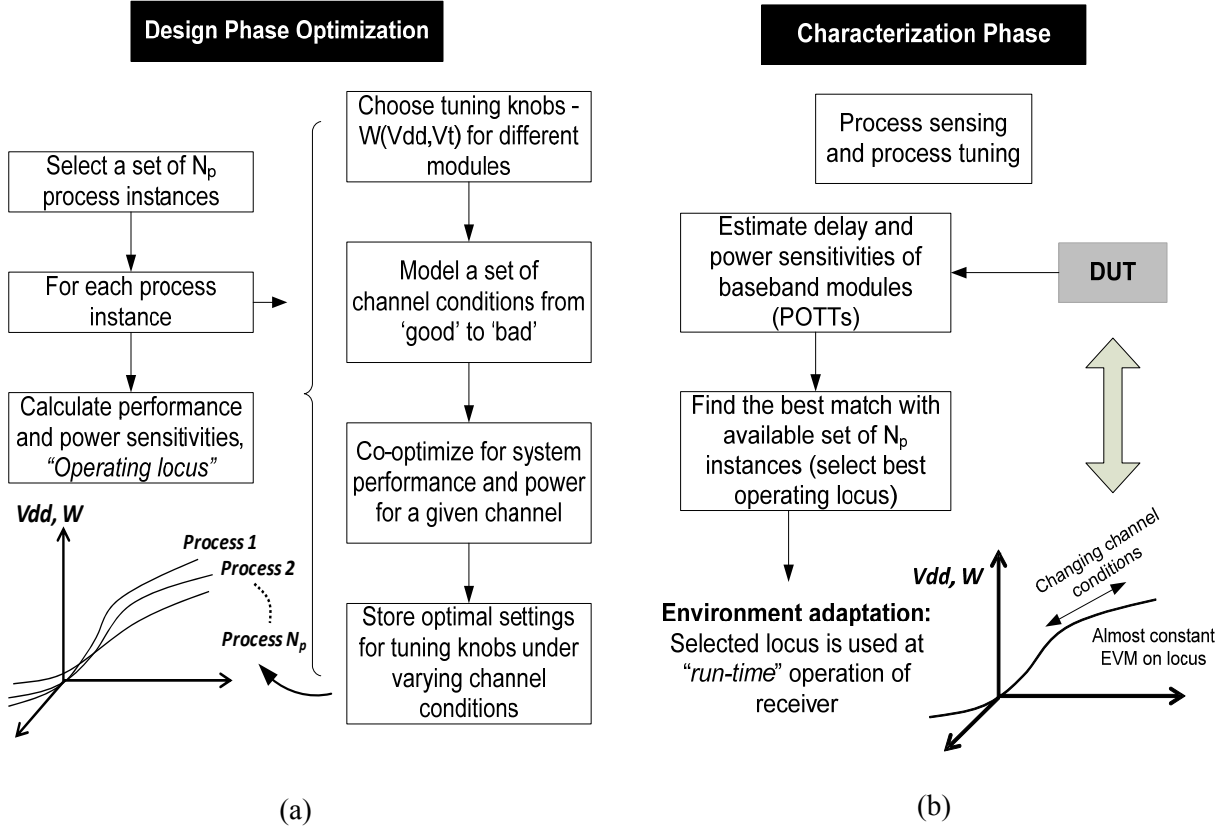 Design Phase Optimization
Select a set of Np
process instances
For each process
instance
Calculate performance
and power sensitivities,
“Operating locus”
Vdd, W
Process 1
Process 2
Process Np
Choose tuning knobs -
W(Vdd,Vt) for different
modules
Model a set of
channel conditions from
‘good’ to ‘bad’
Co-optimize for system
performance and power
for a given channel
Store optimal settings
for tuning knobs under
varying channel
conditions
(a)
Characterization Phase
Process sensing
and process tuning
Estimate delay and
power sensitivities of
baseband modules
(POTTs)
DUT
Find the best match with
available set of Np
instances (select best
operating locus)
Environment adaptation:
Selected locus is used at
“run-time” operation of
receiver
Vdd, W
Changing channel
conditions
Almost constant
EVM on locus
(b)